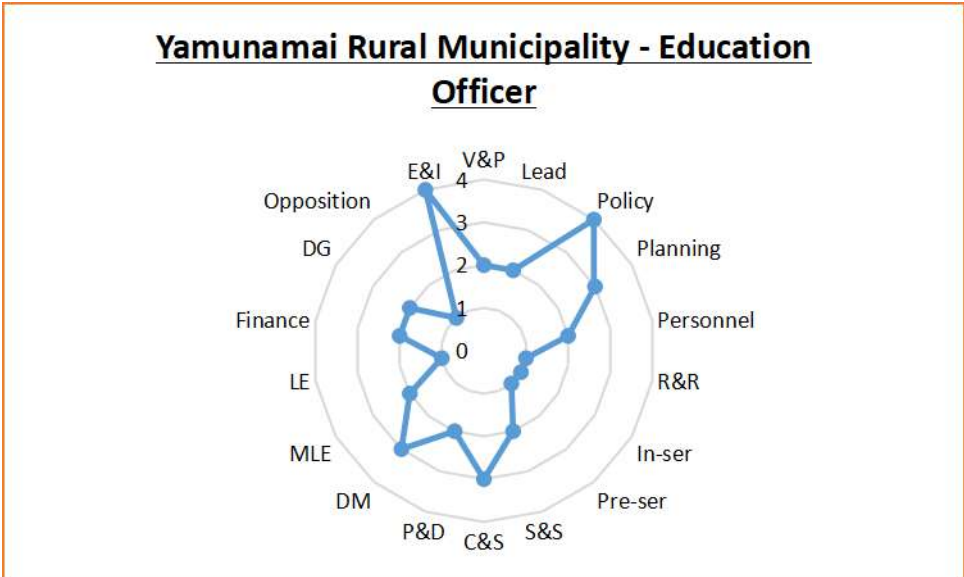 Yamunamai Rural Municipality - Education
Officer
V&P
Lead
Policy
Planning
Personnel
R&R
In-ser
Pre-ser
S&S
C&S
P&D
DM
MLE
LE
Finance
DG
Opposition
E&I
4
3
2
1
0